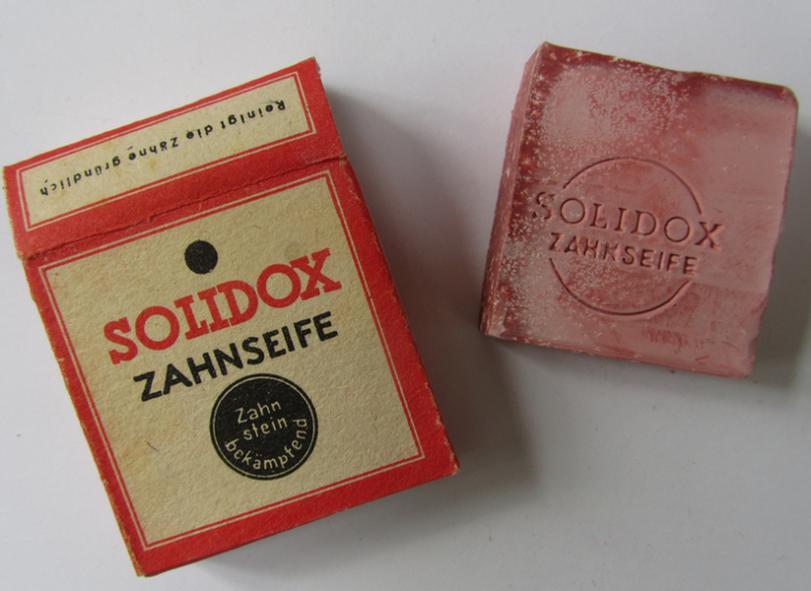 Reinigt die Zähne gründlich
SOLIDOX
ZAHNSEIFE
Zahn
stein
bekämpfend
SOLIDOX
ZAHNSEIFE